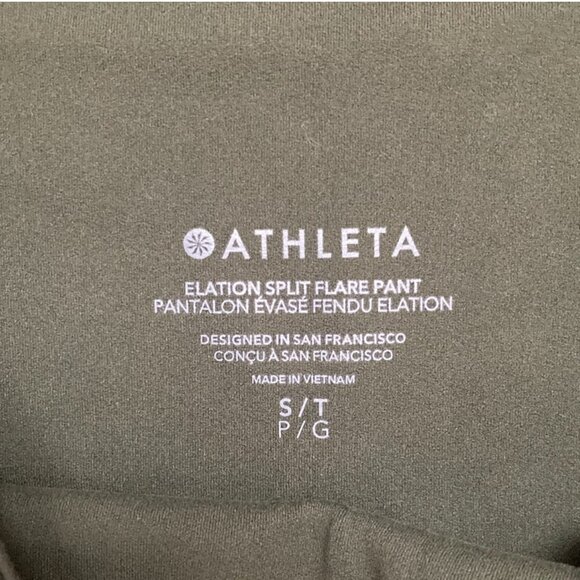 ATHLETA
ELATION SPLIT FLARE PANT
PANTALON ÉVASÉ FENDU ELATION
DESIGNED IN SAN FRANCISCO
CONÇU À SAN FRANCISCO
MADE IN VIETNAM
S / T
P / G